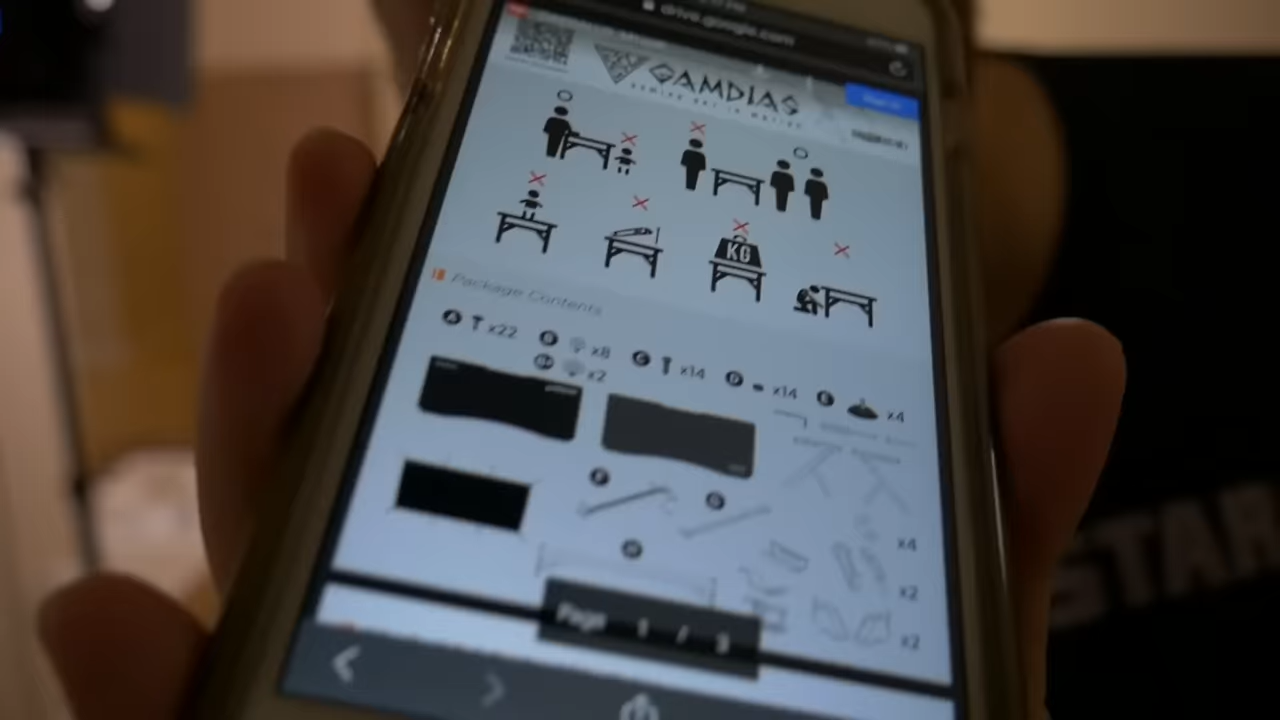 drive.google.com
GAMDIAS
KG
Package Contents
A x22 B x8 C x14 D x14 E x4
x2
F G
x4
x2
x2
Page 1 / 3
STAR